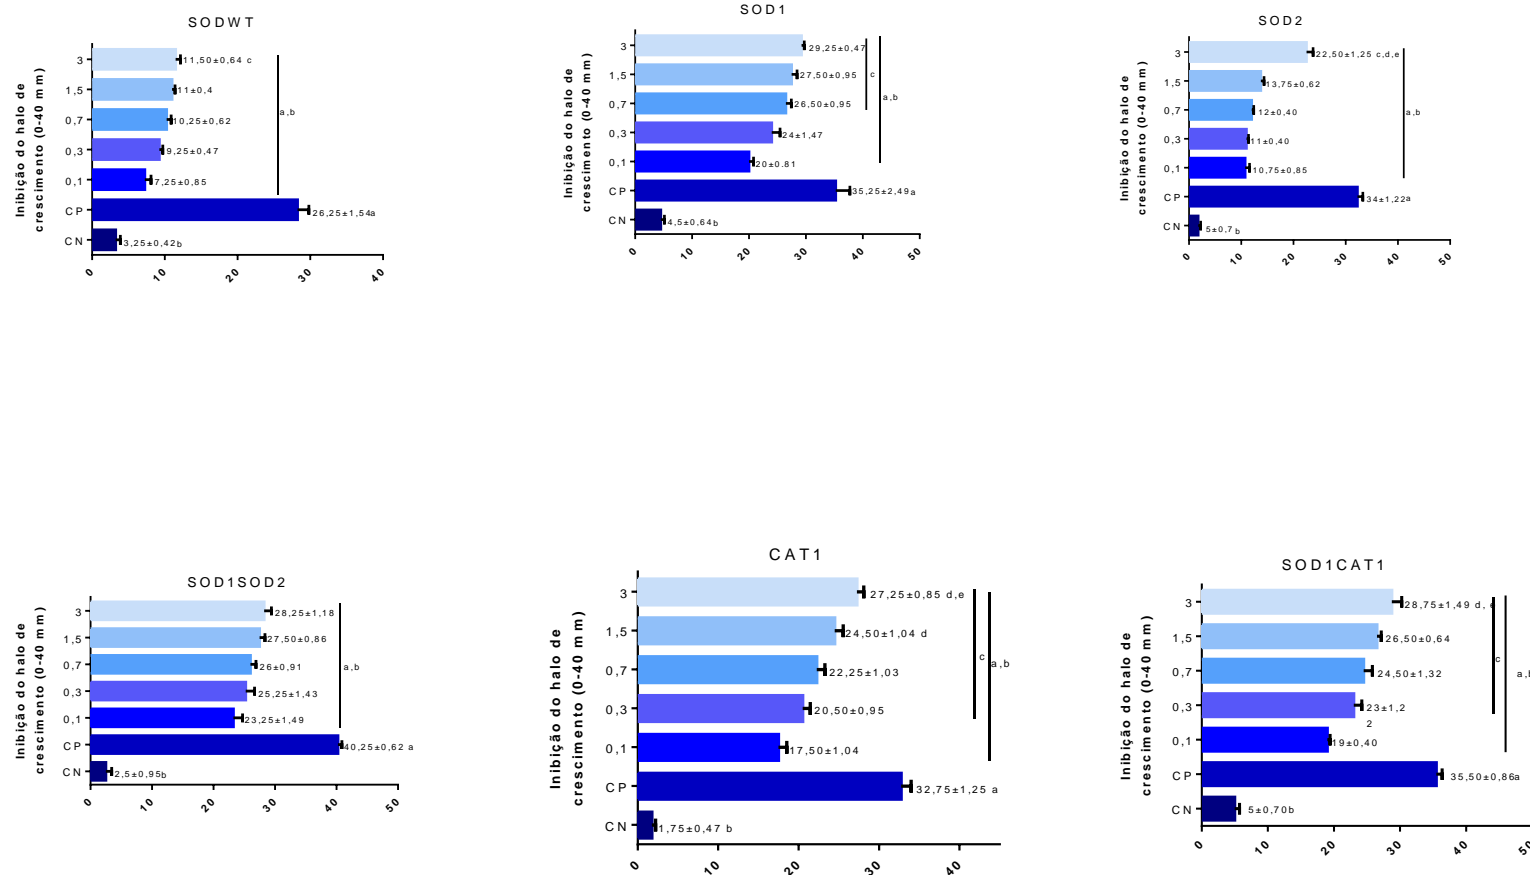 SODWT
Inibição do halo de
crescimento (0-40 mm)
3
11,50±0,64 c
1,5
11±0,4
0,7
10,25±0,62
0,3
9,25±0,47
0,1
7,25±0,85
CP
26,25±1,54a
CN
3,25±0,42b
a,b
0
10
20
30
40
SOD1
Inibição do halo de
crescimento (0-40 mm)
3
29,25±0,47
1,5
27,50±0,95
0,7
26,50±0,95
0,3
24±1,47
0,1
20±0.81
CP
35,25±2,49a
CN
4,5±0,64b
c
a,b
0
10
20
30
40
50
SOD2
Inibição do halo de
crescimento (0-40 mm)
3
22,50±1,25 c,d,e
1,5
13,75±0,62
0,7
12±0,40
0,3
11±0,40
0,1
10,75±0,85
CP
34±1,22a
CN
5±0,7b
a,b
0
10
20
30
40
50
SOD1SOD2
Inibição do halo de
crescimento (0-40 mm)
3
28,25±1,18
1,5
27,50±0,86
0,7
26±0,91
0,3
25,25±1,43
0,1
23,25±1,49
CP
40,25±0,62 a
CN
2,5±0,95b
a,b
0
10
20
30
40
50
CAT1
Inibição do halo de
crescimento (0-40 mm)
3
27,25±0,85 d,e
1,5
24,50±1,04 d
0,7
22,25±1,03
0,3
20,50±0,95
0,1
17,50±1,04
CP
32,75±1,25 a
CN
1,75±0,47 b
c
a,b
0
10
20
30
40
SOD1CAT1
Inibição do halo de
crescimento (0-40 mm)
3
28,75±1,49 d, e
1,5
26,50±0,64
0,7
24,50±1,32
0,3
23±1,2
2
0,1
19±0,40
CP
35,50±0,86a
CN
5±0,70b
c
a,b
0
10
20
30
40
50